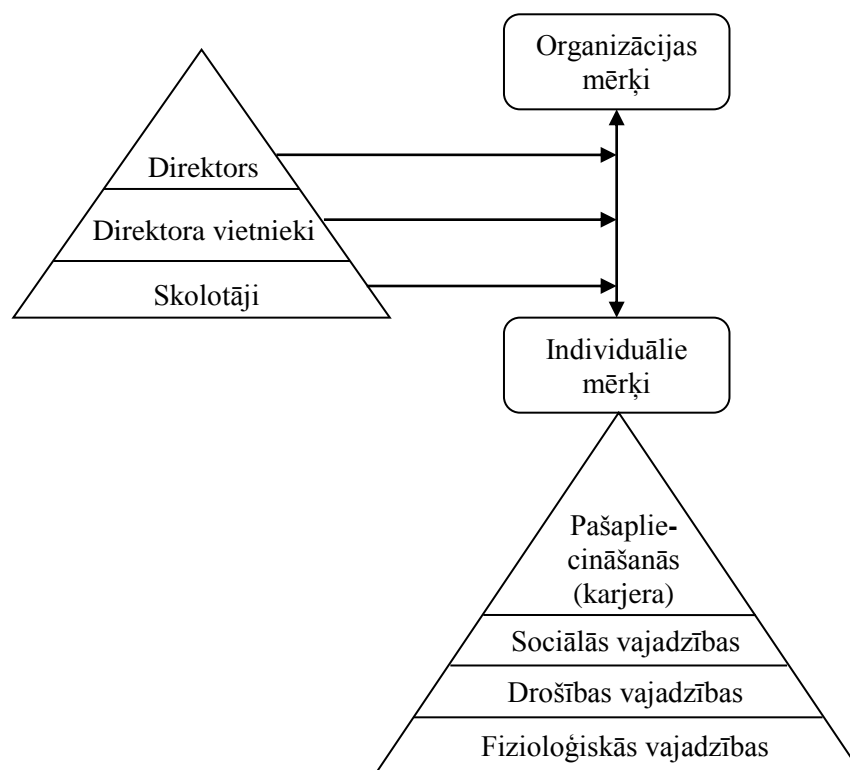 Organizācijas
mērķi
Direktors
Direktora vietnieki
Skolotāji
Individuālie
mērķi
Pašaplie-
cināšanās
(karjera)
Sociālās vajadzības
Drošības vajadzības
Fizioloģiskās vajadzības